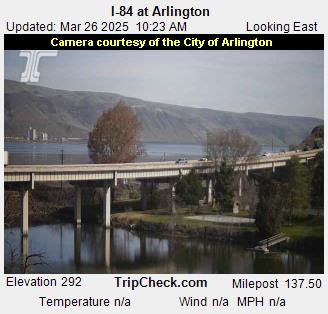 I-84 at Arlington
Updated: Mar 26 2025 10:23 AM Looking East
Camera courtesy of the City of Arlington
Elevation 292 TripCheck.com Milepost 137.50
Temperature n/a Wind n/a MPH n/a